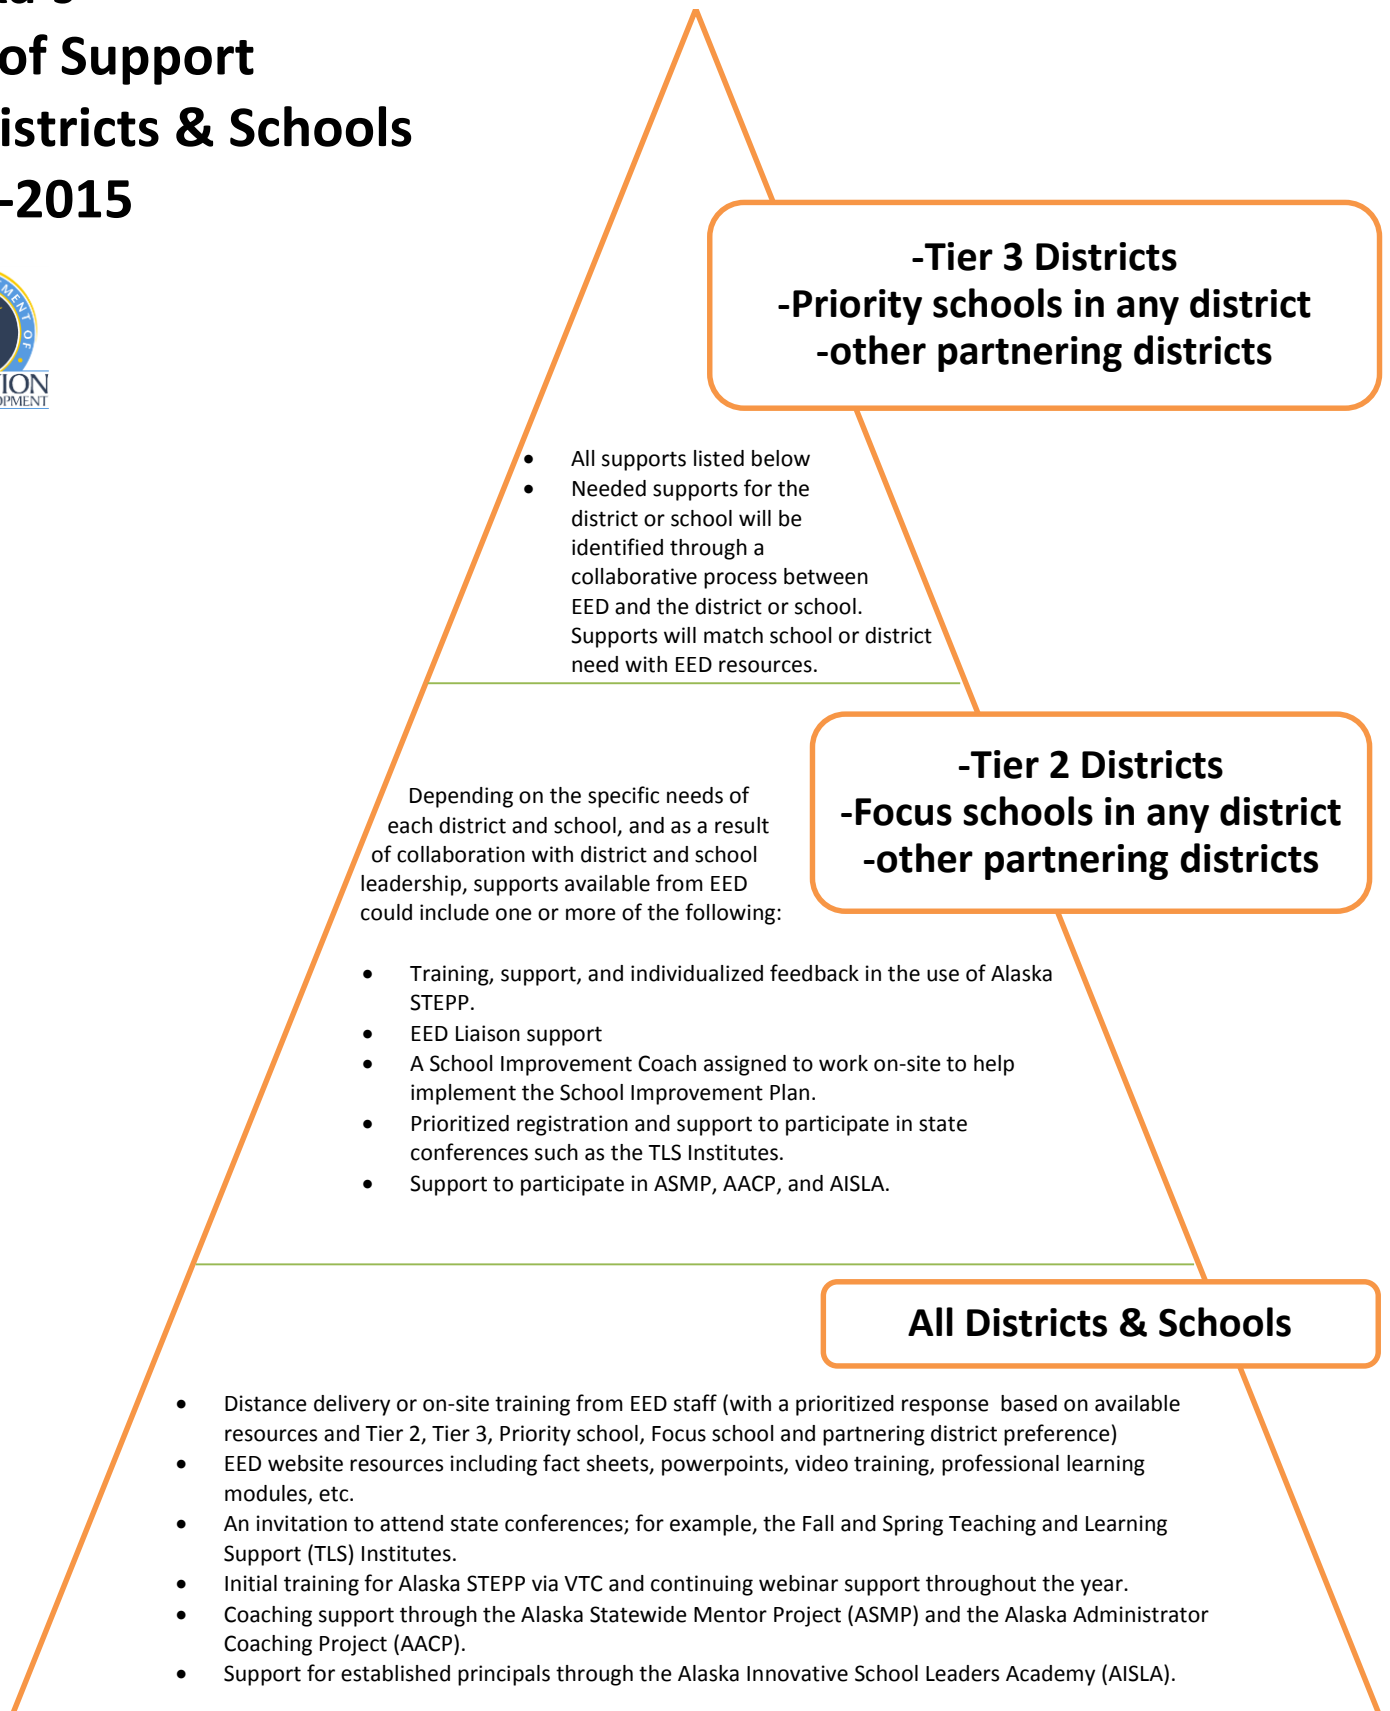 of Support
istricts & Schools
-2015
-Tier 3 Districts
-Priority schools in any district
-other partnering districts
• All supports listed below
• Needed supports for the
district or school will be
identified through a
collaborative process between
EED and the district or school.
Supports will match school or district
need with EED resources.
-Tier 2 Districts
-Focus schools in any district
-other partnering districts
Depending on the specific needs of
each district and school, and as a result
of collaboration with district and school
leadership, supports available from EED
could include one or more of the following:
• Training, support, and individualized feedback in the use of Alaska
STEPP.
• EED Liaison support
• A School Improvement Coach assigned to work on-site to help
implement the School Improvement Plan.
• Prioritized registration and support to participate in state
conferences such as the TLS Institutes.
• Support to participate in ASMP, AACP, and AISLA.
All Districts & Schools
• Distance delivery or on-site training from EED staff (with a prioritized response  based on available
resources and Tier 2, Tier 3, Priority school, Focus school and partnering district preference)
• EED website resources including fact sheets, powerpoints, video training, professional learning
modules, etc.
• An invitation to attend state conferences; for example, the Fall and Spring Teaching and Learning
Support (TLS) Institutes.
• Initial training for Alaska STEPP via VTC and continuing webinar support throughout the year.
• Coaching support through the Alaska Statewide Mentor Project (ASMP) and the Alaska Administrator
Coaching Project (AACP).
• Support for established principals through the Alaska Innovative School Leaders Academy (AISLA).